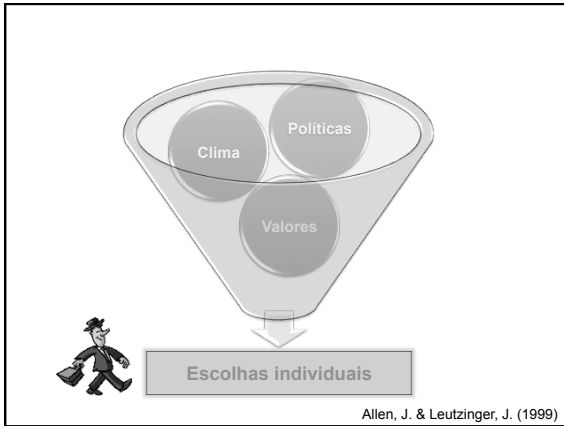 Políticas
Clima
Valores
Escolhas individuais
Allen, J. & Leutzinger, J. (1999)